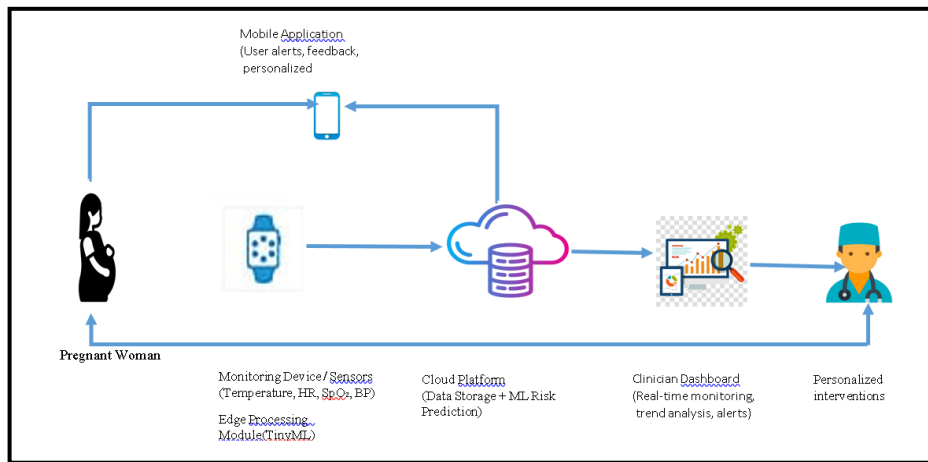 Mobile Application
(User alerts, feedback,
personalized
Pregnant Woman
Monitoring Device / Sensors
(Temperature, HR, SpO₂, BP)
Edge Processing
Module(TinyML)
Cloud Platform
(Data Storage + ML Risk
Prediction)
Clinician Dashboard
(Real-time monitoring,
trend analysis, alerts)
Personalized
interventions